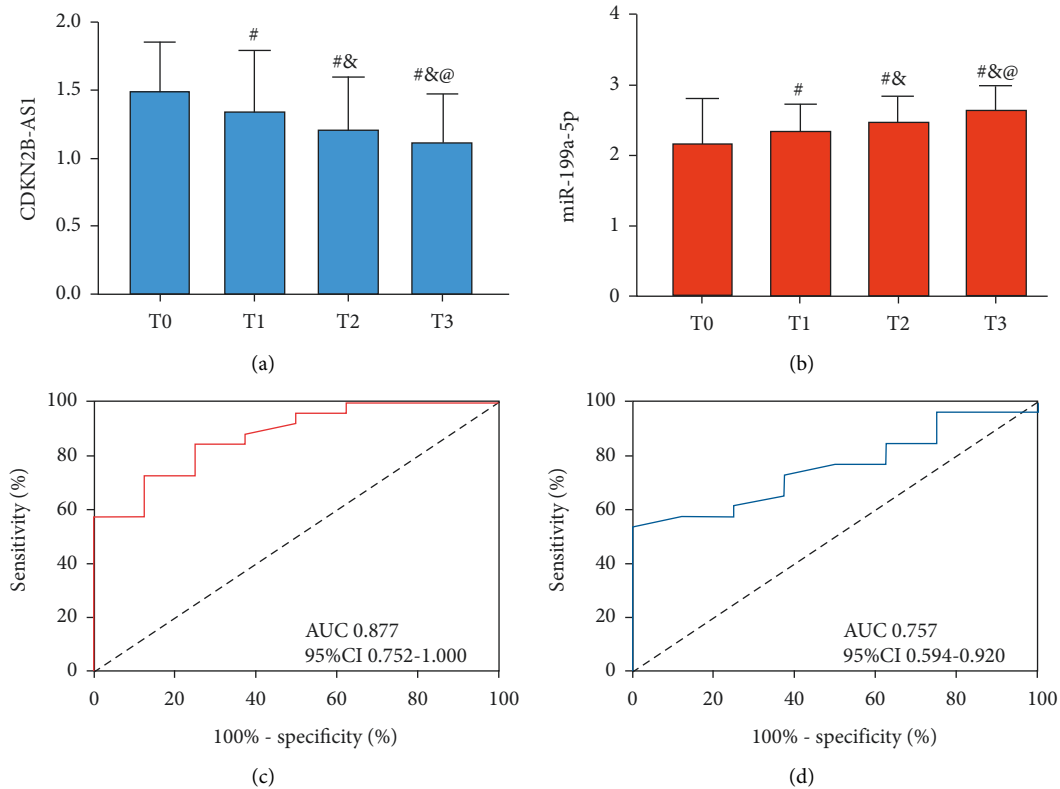 2.0
1.5
1.0
0.5
0.0
CDKN2B-AS1
#
#&
#&@
T0 T1 T2 T3
(a)
4
3
2
1
0
miR-199a-5p
#
#&
#&@
T0 T1 T2 T3
(b)
100
80
60
40
20
0
Sensitivity (%)
AUC 0.877
95%CI 0.752-1.000
0 20 40 60 80 100
100% - specificity (%)
(c)
100
80
60
40
20
0
Sensitivity (%)
AUC 0.757
95%CI 0.594-0.920
0 20 40 60 80 100
100% - specificity (%)
(d)